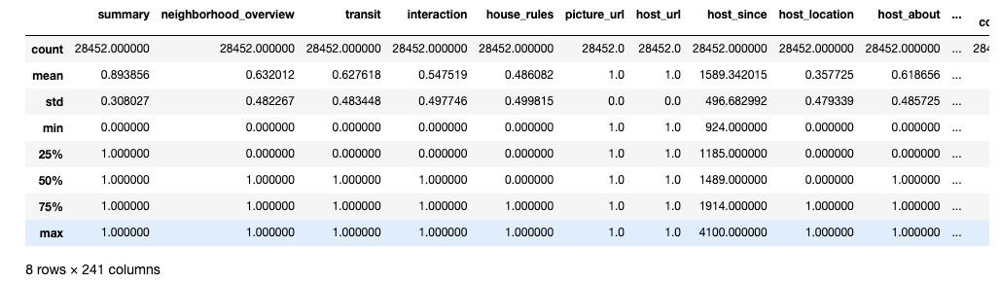 summary neighborhood_overview transit interaction house_rules picture_url host_url host_since host_location host_about ...
count 28452.000000 28452.000000 28452.000000 28452.000000 28452.000000 28452.0 28452.0 28452.000000 28452.000000 28452.000000 ...
mean 0.893856 0.632012 0.627618 0.547519 0.486082 1.0 1.0 1589.342015 0.357725 0.618656 ...
std 0.308027 0.482267 0.483448 0.497746 0.499815 0.0 0.0 496.682992 0.479339 0.485725 ...
min 0.000000 0.000000 0.000000 0.000000 0.000000 1.0 1.0 924.000000 0.000000 0.000000 ...
25% 1.000000 0.000000 0.000000 0.000000 0.000000 1.0 1.0 1185.000000 0.000000 0.000000 ...
50% 1.000000 1.000000 1.000000 1.000000 0.000000 1.0 1.0 1489.000000 0.000000 1.000000 ...
75% 1.000000 1.000000 1.000000 1.000000 1.000000 1.0 1.0 1914.000000 1.000000 1.000000 ...
max 1.000000 1.000000 1.000000 1.000000 1.000000 1.0 1.0 4100.000000 1.000000 1.000000 ...
8 rows × 241 columns